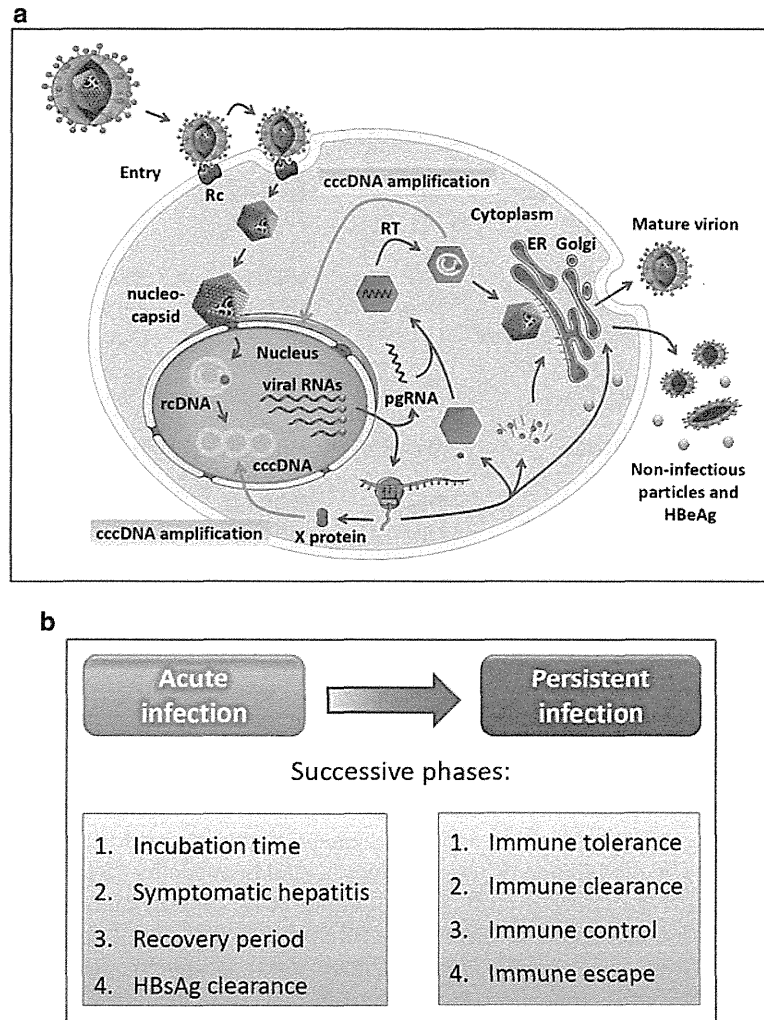 a
Entry
Rc
cccDNA amplification
Cytoplasm
RT
ER Golgi
Mature virion
nucleo-
capsid
Nucleus
viral RNAs
rcDNA
pgRNA
cccDNA
Non-infectious
particles and
HBeAg
cccDNA amplification
X protein
b
Acute
infection
Persistent
infection
Successive phases:
1. Incubation time
2. Symptomatic hepatitis
3. Recovery period
4. HBsAg clearance
1. Immune tolerance
2. Immune clearance
3. Immune control
4. Immune escape